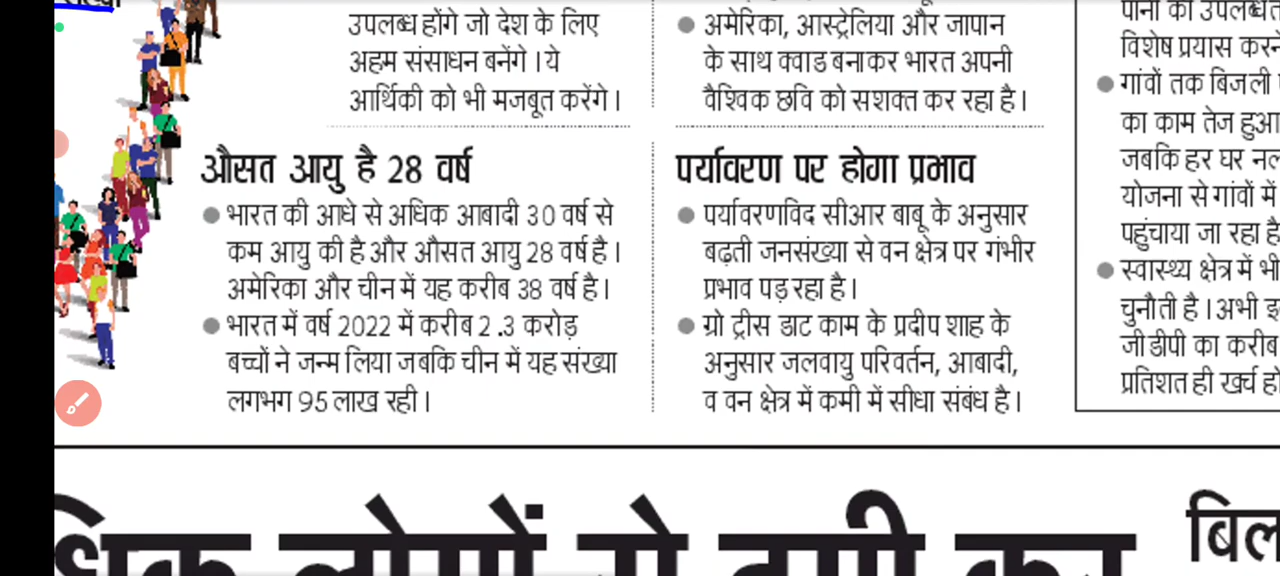 उपलब्ध होंगे जो देश के लिए
अहम संसाधन बनेंगे । ये
आर्थिकी को भी मजबूत करेंगे ।
औसत आयु है 28 वर्ष
भारत की आधे से अधिक आबादी 30 वर्ष से
कम आयु की है और औसत आयु 28 वर्ष है ।
अमेरिका और चीन में यह करीब 38 वर्ष है ।
भारत में वर्ष 2022 में करीब 2 .3 करोड़
बच्चों ने जन्म लिया जबकि चीन में यह संख्या
लगभग 95 लाख रही ।
अमेरिका, आस्ट्रेलिया और जापान
के साथ क्वाड बनाकर भारत अपनी
वैश्विक छवि को सशक्त कर रहा है ।
पर्यावरण पर होगा प्रभाव
पर्यावरणविद सीआर बाबू के अनुसार
बढ़ती जनसंख्या से वन क्षेत्र पर गंभीर
प्रभाव पड़ रहा है ।
ग्रो ट्रीस डाट काम के प्रदीप शाह के
अनुसार जलवायु परिवर्तन, आबादी,
व वन क्षेत्र में कमी में सीधा संबंध है ।
विशेष प्रयास
गांवों तक बिजली
का काम तेज
जबकि हर घर
योजना से गांवों में
पहुंचाया जा रहा है
स्वास्थ्य क्षेत्र में भी
चुनौती है । अभी
जीडीपी का करीब
प्रतिशत ही खर्च